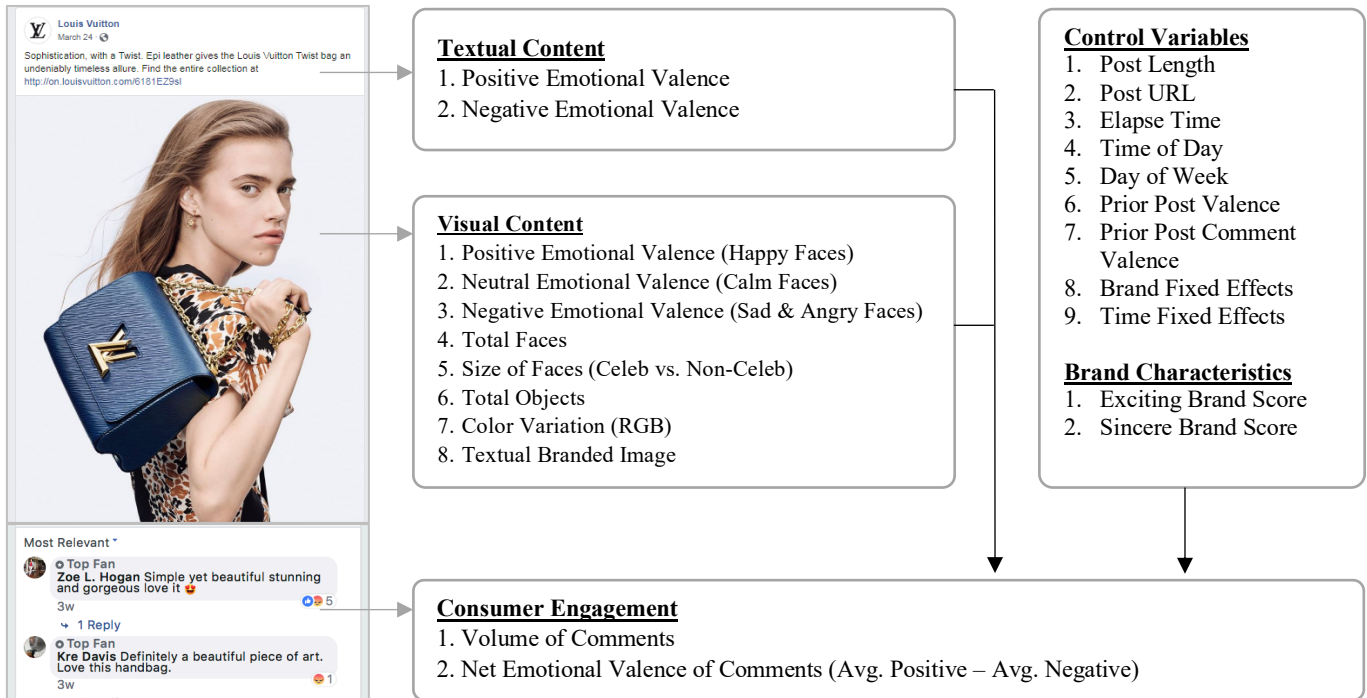 Louis Vuitton
March 24
Sophistication, with a Twist. Epi leather gives the Louis Vuitton Twist bag an
undeniably timeless allure. Find the entire collection at
http://on.louisvuitton.com/6181EZ9sl
Most Relevant
Top Fan
Zoe L. Hogan Simple yet beautiful stunning
and gorgeous love it 😍
5
3w
1 Reply
Top Fan
Kre Davis Definitely a beautiful piece of art.
Love this handbag.
1
3w
Textual Content
1. Positive Emotional Valence
2. Negative Emotional Valence
Visual Content
1. Positive Emotional Valence (Happy Faces)
2. Neutral Emotional Valence (Calm Faces)
3. Negative Emotional Valence (Sad & Angry Faces)
4. Total Faces
5. Size of Faces (Celeb vs. Non-Celeb)
6. Total Objects
7. Color Variation (RGB)
8. Textual Branded Image
Control Variables
1. Post Length
2. Post URL
3. Elapse Time
4. Time of Day
5. Day of Week
6. Prior Post Valence
7. Prior Post Comment
Valence
8. Brand Fixed Effects
9. Time Fixed Effects
Brand Characteristics
1. Exciting Brand Score
2. Sincere Brand Score
Consumer Engagement
1. Volume of Comments
2. Net Emotional Valence of Comments (Avg. Positive – Avg. Negative)